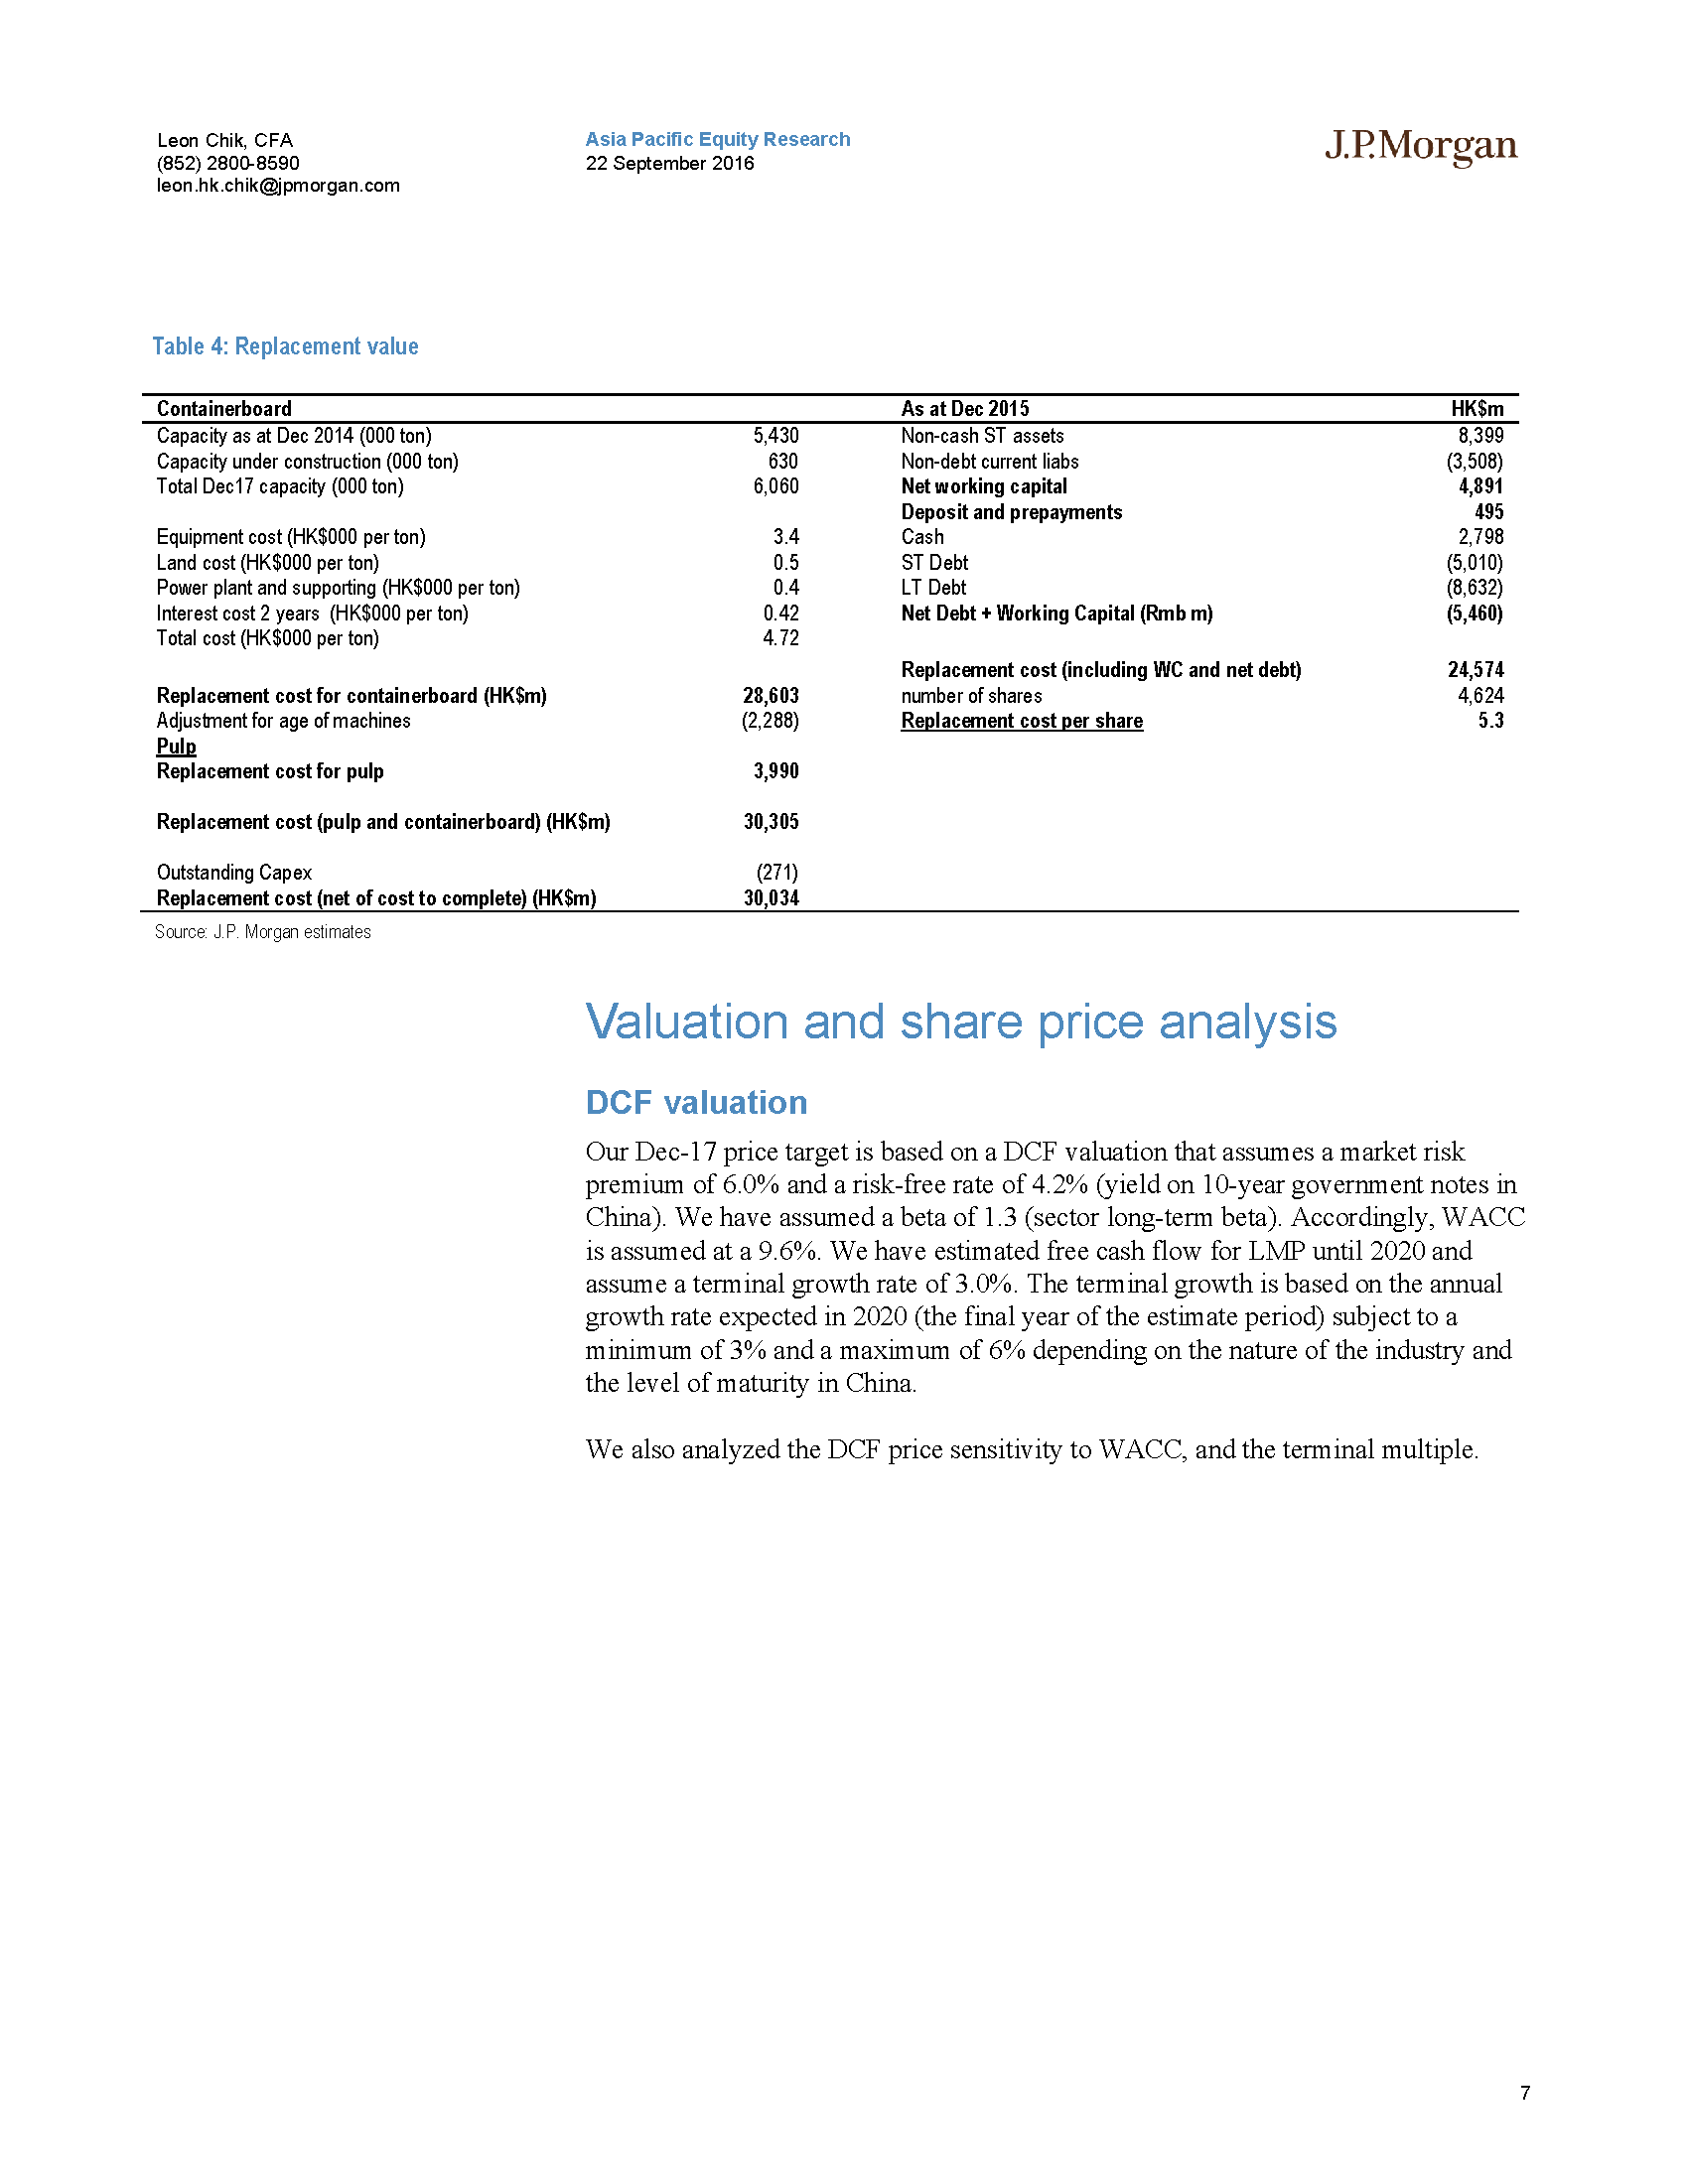 Leon Chik, CFA
(852) 2800-8590
leon.hk.chik@jpmorgan.com
Asia Pacific Equity Research
22 September 2016
J.P.Morgan
Table 4: Replacement value
Containerboard As at Dec 2015 HK$m
Capacity as at Dec 2014 (000 ton) 5,430 Non-cash ST assets 8,399
Capacity under construction (000 ton) 630 Non-debt current liabs (3,508)
Total Dec17 capacity (000 ton) 6,060 Net working capital 4,891
Deposit and prepayments 495
Equipment cost (HK$000 per ton) 3.4 Cash 2,798
Land cost (HK$000 per ton) 0.5 ST Debt (5,010)
Power plant and supporting (HK$000 per ton) 0.4 LT Debt (8,632)
Interest cost 2 years (HK$000 per ton) 0.42 Net Debt + Working Capital (Rmb m) (5,460)
Total cost (HK$000 per ton) 4.72
Replacement cost (including WC and net debt) 24,574
Replacement cost for containerboard (HK$m) 28,603 number of shares 4,624
Adjustment for age of machines (2,288) Replacement cost per share 5.3
Pulp
Replacement cost for pulp 3,990
Replacement cost (pulp and containerboard) (HK$m) 30,305
Outstanding Capex (271)
Replacement cost (net of cost to complete) (HK$m) 30,034
Source: J.P. Morgan estimates
Valuation and share price analysis
DCF valuation
Our Dec-17 price target is based on a DCF valuation that assumes a market risk
premium of 6.0% and a risk-free rate of 4.2% (yield on 10-year government notes in
China). We have assumed a beta of 1.3 (sector long-term beta). Accordingly, WACC
is assumed at a 9.6%. We have estimated free cash flow for LMP until 2020 and
assume a terminal growth rate of 3.0%. The terminal growth is based on the annual
growth rate expected in 2020 (the final year of the estimate period) subject to a
minimum of 3% and a maximum of 6% depending on the nature of the industry and
the level of maturity in China.
We also analyzed the DCF price sensitivity to WACC, and the terminal multiple.
7